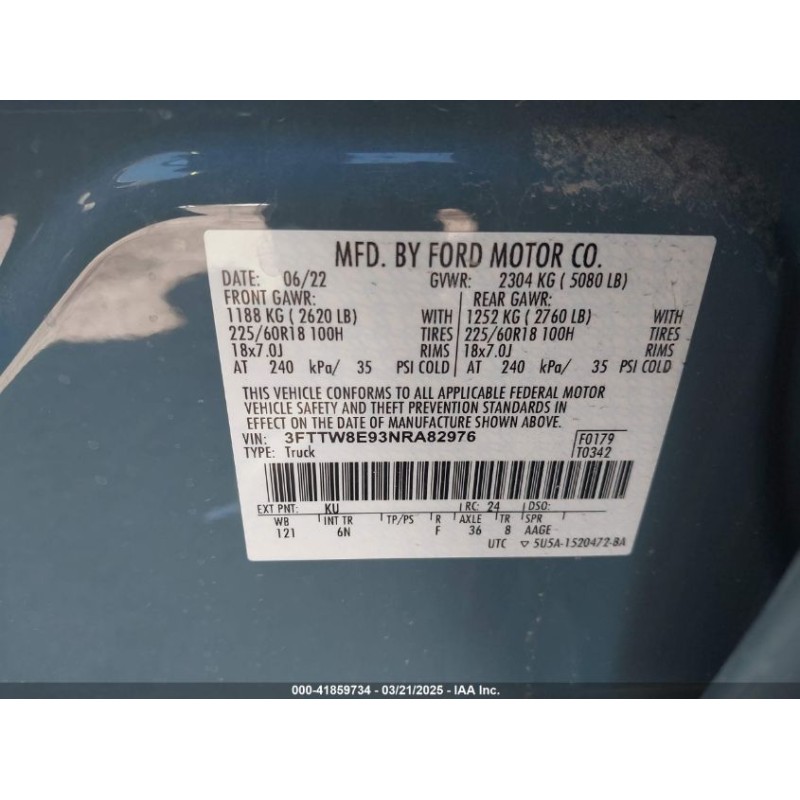 MFD. BY FORD MOTOR CO.
DATE: 06/22 GVWR: 2304 KG ( 5080 LB)
FRONT GAWR: REAR GAWR:
1188 KG ( 2620 LB) WITH 1252 KG ( 2760 LB) WITH
225/60R18 100H TIRES 225/60R18 100H TIRES
18x7.0J RIMS 18x7.0J RIMS
AT 240 kPa/ 35 PSI COLD AT 240 kPa/ 35 PSI COLD
THIS VEHICLE CONFORMS TO ALL APPLICABLE FEDERAL MOTOR
VEHICLE SAFETY AND THEFT PREVENTION STANDARDS IN
EFFECT ON THE DATE OF MANUFACTURE SHOWN ABOVE.
VIN: 3FTTW8E93NRA82976 F0179
TYPE: Truck T0342
EXT PNT: KU RC: 24 DSO:
WB INT TR TP/PS R AXLE TR SPR
121 6N F 36 8 AAGE
UTC ▽ 5U5A-1520472-BA
000-41859734 - 03/21/2025 - IAA Inc.